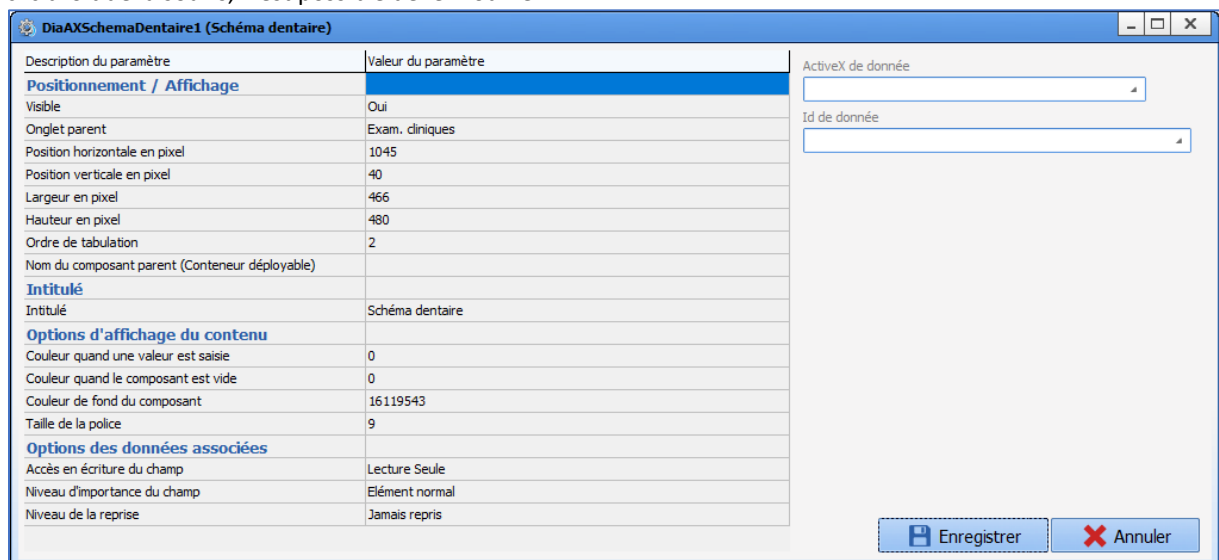 DiaAXSchemaDentaire1 (Schéma dentaire)
Description du paramètre Valeur du paramètre
ActiveX de donnée
Positionnement / Affichage
Visible Oui
Id de donnée
Onglet parent Exam. cliniques
Position horizontale en pixel 1045
Position verticale en pixel 40
Largeur en pixel 466
Hauteur en pixel 480
Ordre de tabulation 2
Nom du composant parent (Conteneur déployable)
Intitulé
Intitulé Schéma dentaire
Options d'affichage du contenu
Couleur quand une valeur est saisie 0
Couleur quand le composant est vide 0
Couleur de fond du composant 16119543
Taille de la police 9
Options des données associées
Accès en écriture du champ Lecture Seule
Niveau d'importance du champ Elément normal
Niveau de la reprise Jamais repris
Enregistrer Annuler